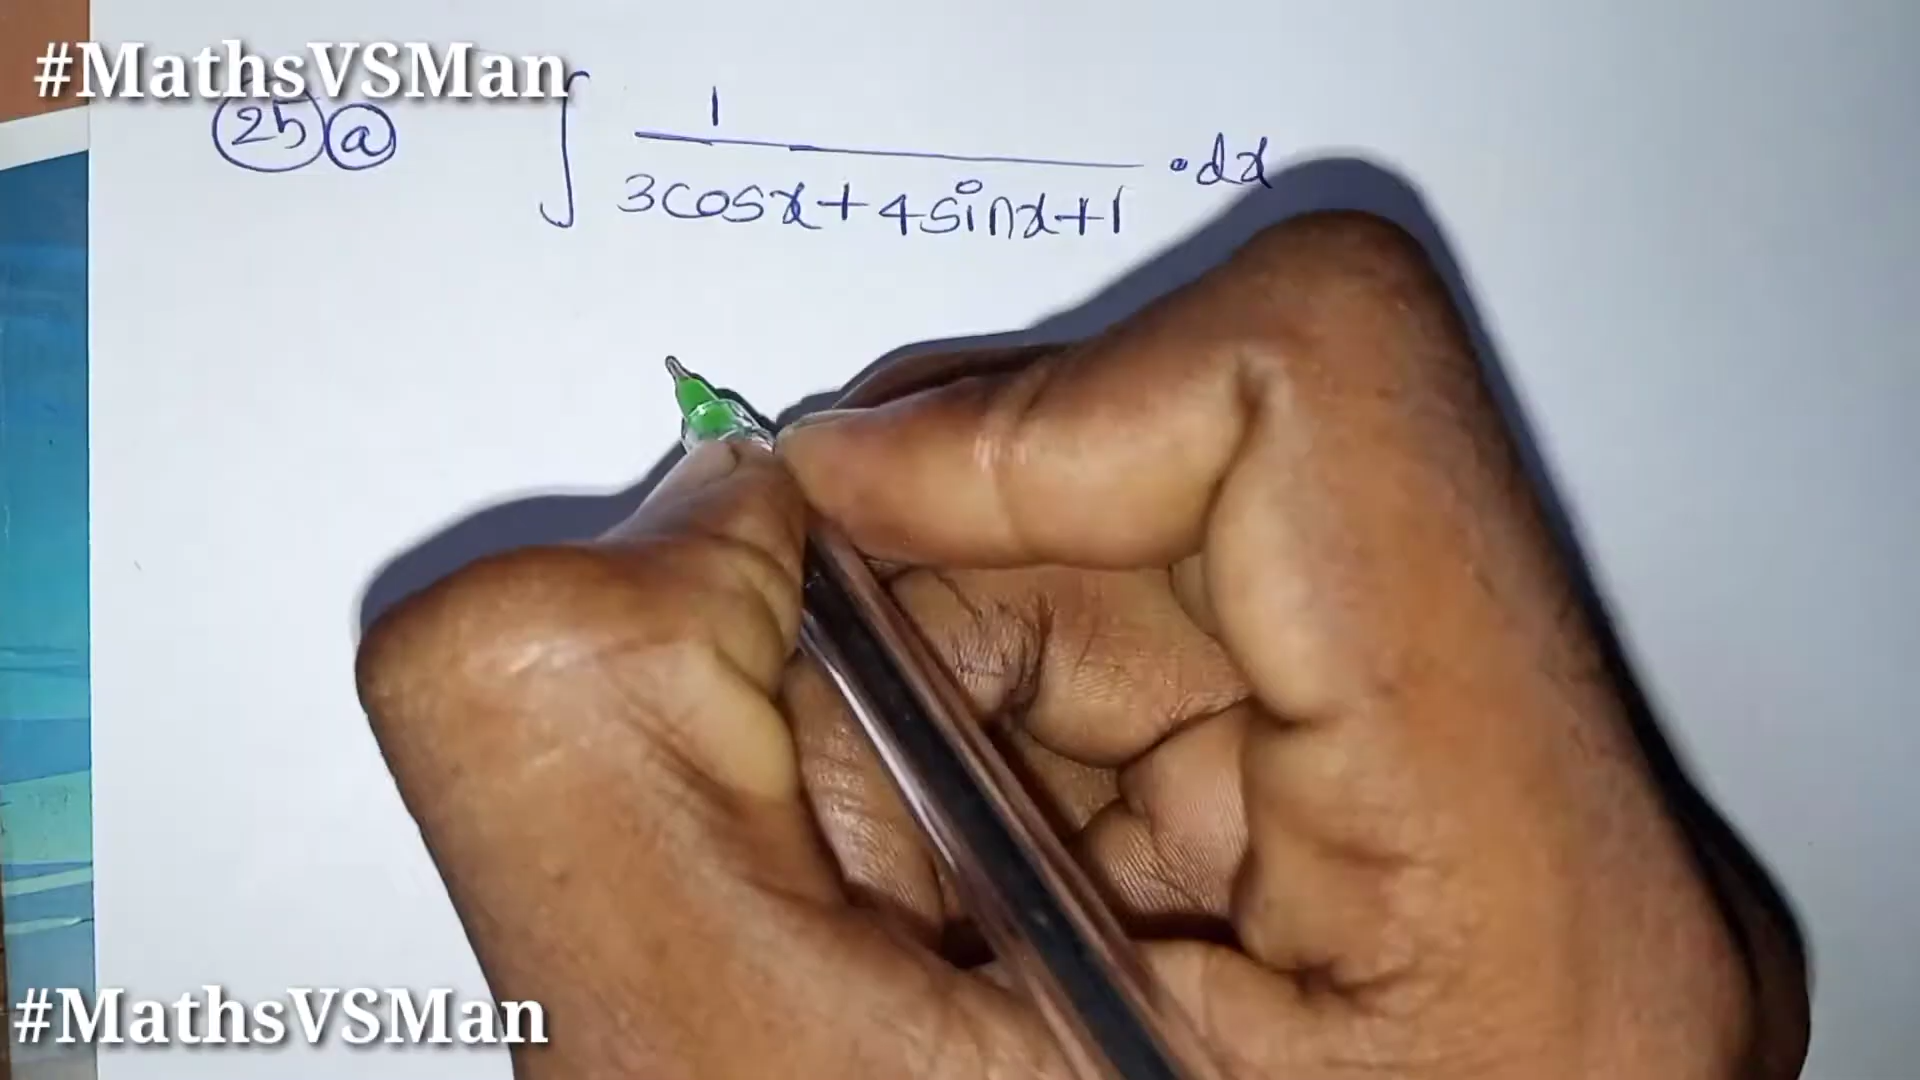 #MathsVSMan
25 a ∫ 1 / 3cosx+4sinx+1 · dx
#MathsVSMan